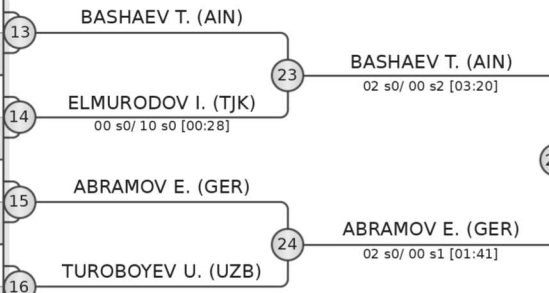 BASHAEV T. (AIN)
13
23
BASHAEV T. (AIN)
02 s0/ 00 s2 [03:20]
ELMURODOV I. (TJK)
14
00 s0/ 10 s0 [00:28]
ABRAMOV E. (GER)
15
24
ABRAMOV E. (GER)
02 s0/ 00 s1 [01:41]
TUROBOYEV U. (UZB)
16